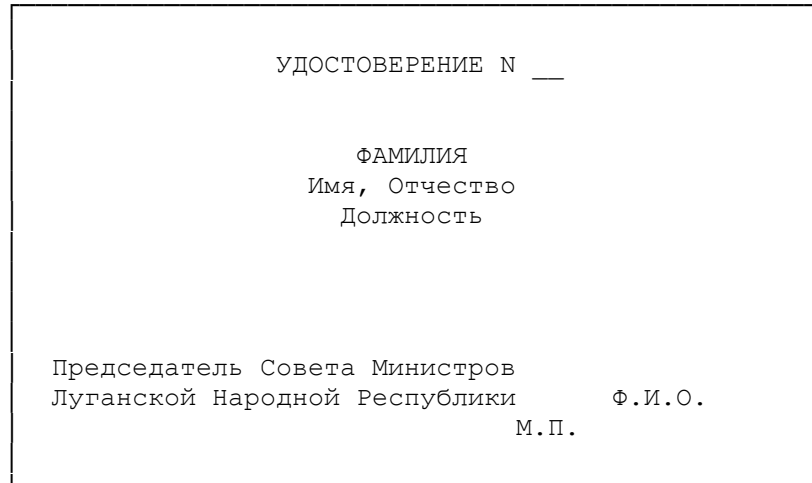 УДОСТОВЕРЕНИЕ N __
ФАМИЛИЯ
Имя, Отчество
Должность
Председатель Совета Министров
Луганской Народной Республики Ф.И.О.
М.П.